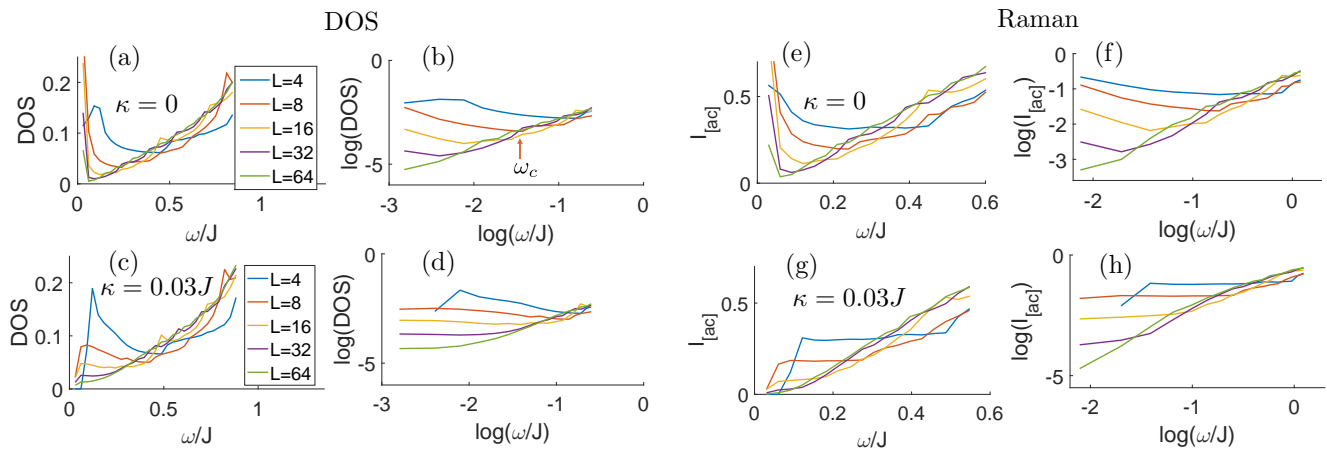 DOS
Raman
(a)
κ = 0
DOS
0.2
0.1
0
0
0.5
1
ω/J
L=4
L=8
L=16
L=32
L=64
(b)
log(DOS)
0
-5
-3
-2
-1
0
log(ω/J)
ω_c
(e)
κ = 0
I_[ac]
0.5
0
0
0.2
0.4
0.6
ω/J
(f)
log(I_[ac])
0
-1
-2
-3
-2
-1
0
log(ω/J)
(c)
κ = 0.03J
DOS
0.2
0.1
0
0
0.5
1
ω/J
L=4
L=8
L=16
L=32
L=64
(d)
log(DOS)
0
-5
-3
-2
-1
0
log(ω/J)
(g)
κ = 0.03J
I_[ac]
0.5
0
0
0.2
0.4
0.6
ω/J
(h)
log(I_[ac])
0
-5
-2
-1
0
log(ω/J)